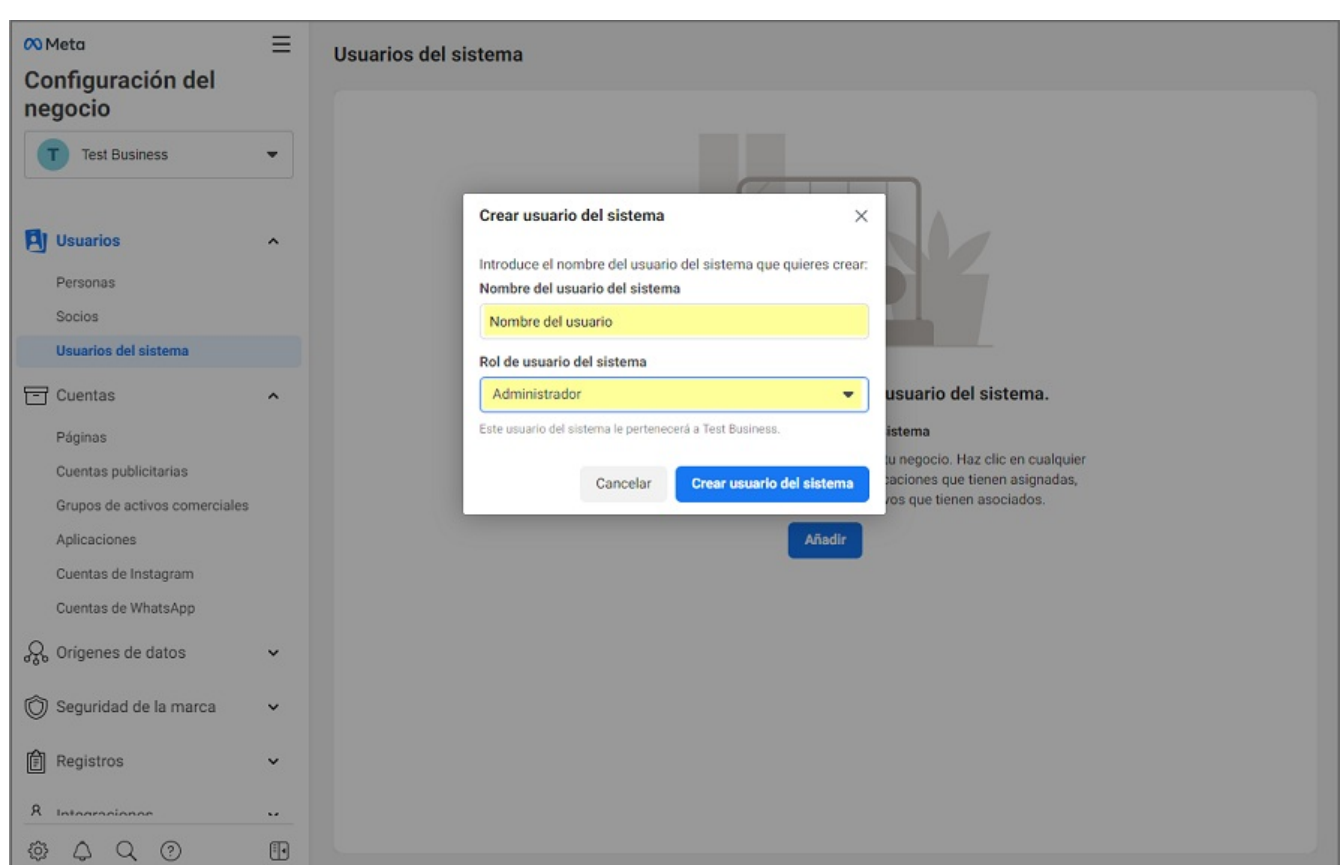 Meta
Configuración del
negocio
T Test Business
Usuarios
Personas
Socios
Usuarios del sistema
Cuentas
Páginas
Cuentas publicitarias
Grupos de activos comerciales
Aplicaciones
Cuentas de Instagram
Cuentas de WhatsApp
Orígenes de datos
Seguridad de la marca
Registros
Integraciones
Usuarios del sistema
Crear usuario del sistema
Introduce el nombre del usuario del sistema que quieres crear:
Nombre del usuario del sistema
Nombre del usuario
Rol de usuario del sistema
Administrador
Este usuario del sistema le pertenecerá a Test Business.
Cancelar
Crear usuario del sistema
usuario del sistema.
istema
tu negocio. Haz clic en cualquier
caciones que tienen asignadas,
vos que tienen asociados.
Añadir